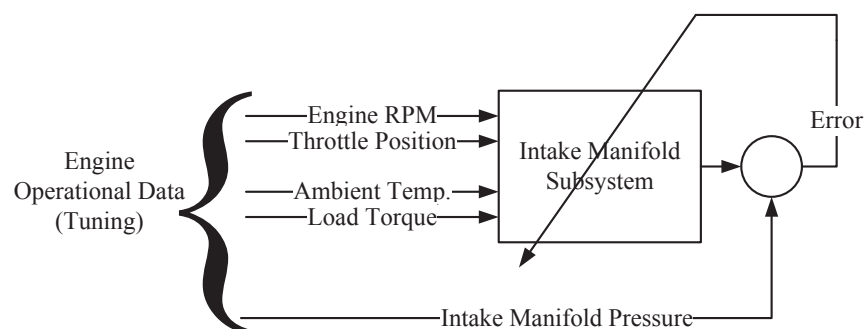 Engine
Operational Data
(Tuning)
Engine RPM
Throttle Position
Ambient Temp.
Load Torque
Intake Manifold
Subsystem
Error
Intake Manifold Pressure